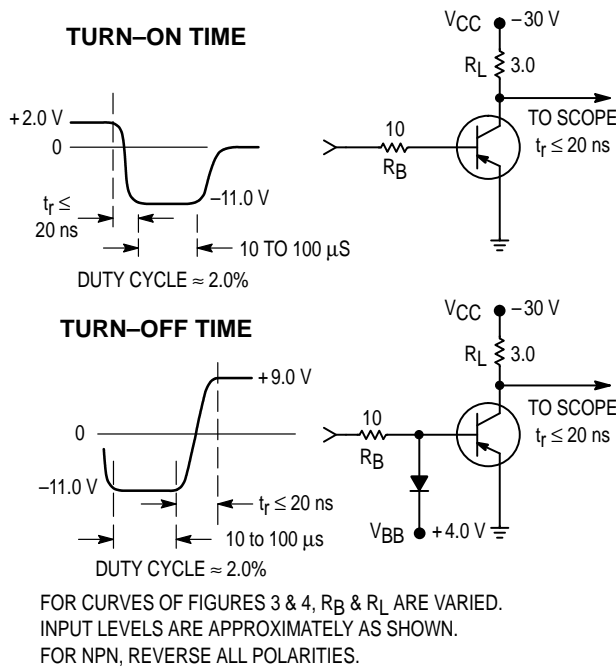 TURN–ON TIME
+2.0 V
0
tr ≤
20 ns
–11.0 V
10 TO 100 µS
DUTY CYCLE ≈ 2.0%
VCC
–30 V
RL
3.0
10
RB
TO SCOPE
tr ≤ 20 ns
TURN–OFF TIME
+9.0 V
0
–11.0 V
tr ≤ 20 ns
10 to 100 µs
DUTY CYCLE ≈ 2.0%
VCC
–30 V
RL
3.0
10
RB
TO SCOPE
tr ≤ 20 ns
VBB
+4.0 V
FOR CURVES OF FIGURES 3 & 4, RB & RL ARE VARIED.
INPUT LEVELS ARE APPROXIMATELY AS SHOWN.
FOR NPN, REVERSE ALL POLARITIES.